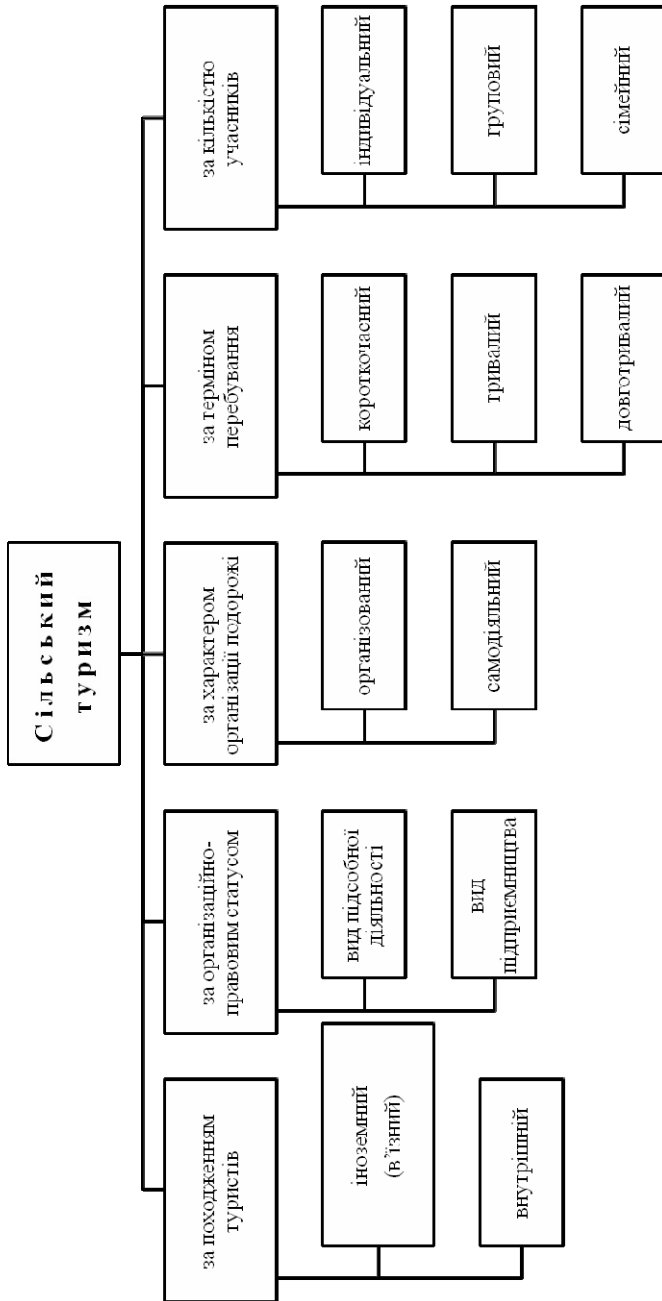 Сільський
туризм
за походженням
туристів
іноземний
(в'їзний)
внутрішній
за організаційно-
правовим статусом
вид підсобної
діяльності
вид
підприємництва
за характером
організації подорожі
організований
самодіяльний
за терміном
перебування
короткочасний
тривалий
довготривалий
за кількістю
учасників
індивідуальний
груповий
сімейний